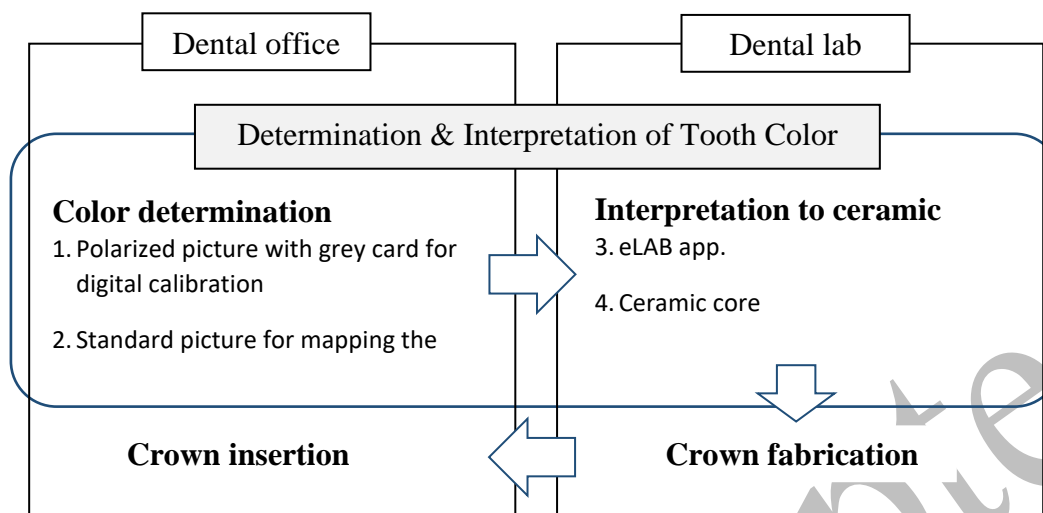 Dental office
Dental lab
Determination & Interpretation of Tooth Color
Color determination
1. Polarized picture with grey card for
digital calibration
2. Standard picture for mapping the
Interpretation to ceramic
3. eLAB app.
4. Ceramic core
Crown insertion
Crown fabrication